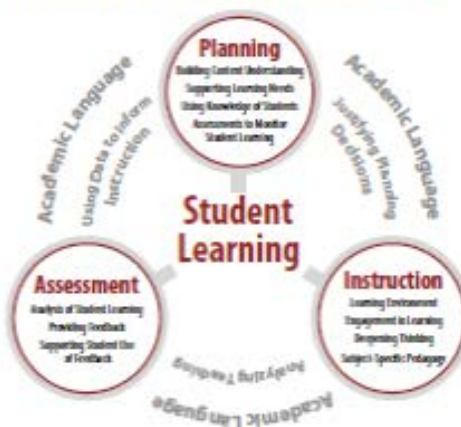 Planning
Building Content Understanding
Supporting Learning Needs
Using Knowledge of Students
Assessments to Monitor
Student Learning
Academic Language
Using Data to Inform
Instruction
Academic Language
Justifying Planning
Decisions
Student
Learning
Assessment
Analysis of Student Learning
Providing Feedback
Supporting Student Use
of Feedback
Instruction
Learning Environment
Engagement in Learning
Deepening Thinking
Subject-Specific Pedagogy
Analyzing Teaching
Academic Language